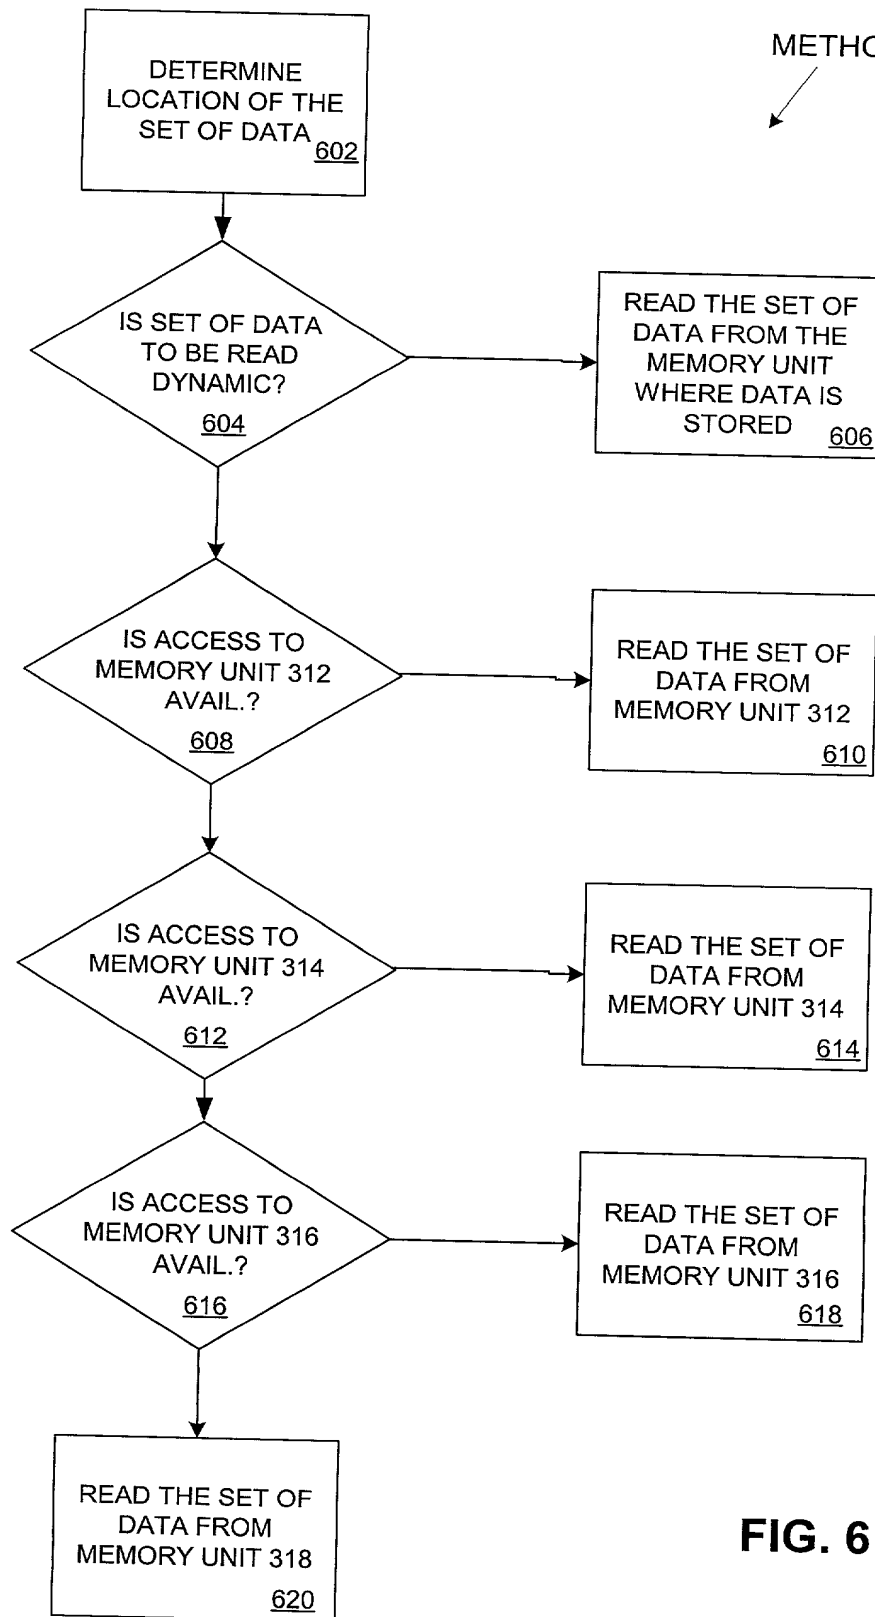 METHO
DETERMINE
LOCATION OF THE
SET OF DATA
602
IS SET OF DATA
TO BE READ
DYNAMIC?
604
READ THE SET OF
DATA FROM THE
MEMORY UNIT
WHERE DATA IS
STORED
606
IS ACCESS TO
MEMORY UNIT 312
AVAIL.?
608
READ THE SET OF
DATA FROM
MEMORY UNIT 312
610
IS ACCESS TO
MEMORY UNIT 314
AVAIL.?
612
READ THE SET OF
DATA FROM
MEMORY UNIT 314
614
IS ACCESS TO
MEMORY UNIT 316
AVAIL.?
616
READ THE SET OF
DATA FROM
MEMORY UNIT 316
618
READ THE SET OF
DATA FROM
MEMORY UNIT 318
620
FIG. 6